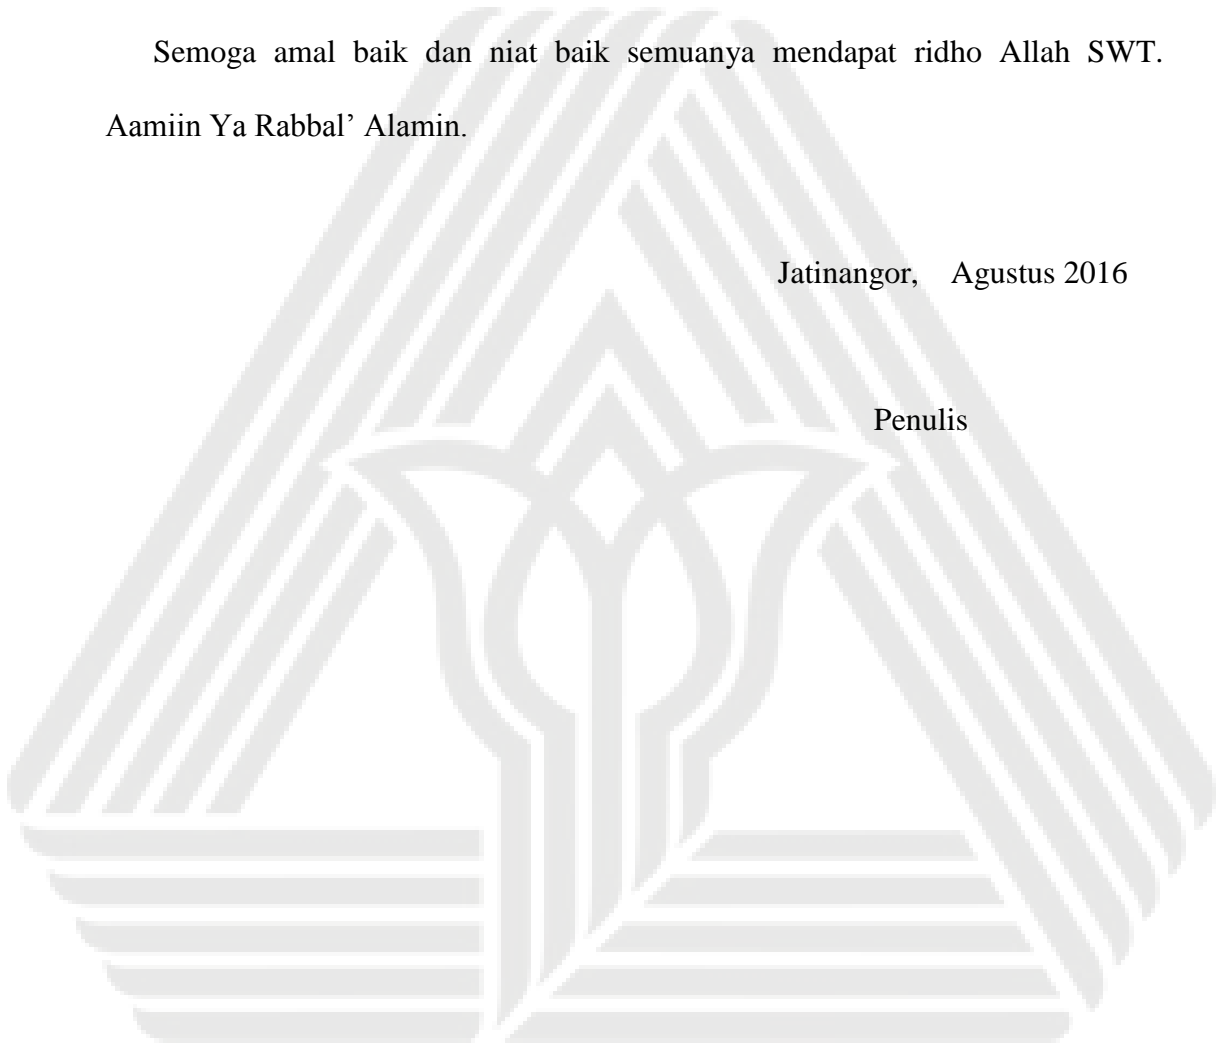 Semoga amal baik dan niat baik semuanya mendapat ridho Allah SWT.
Aamiin Ya Rabbal’ Alamin.
Jatinangor, Agustus 2016
Penulis